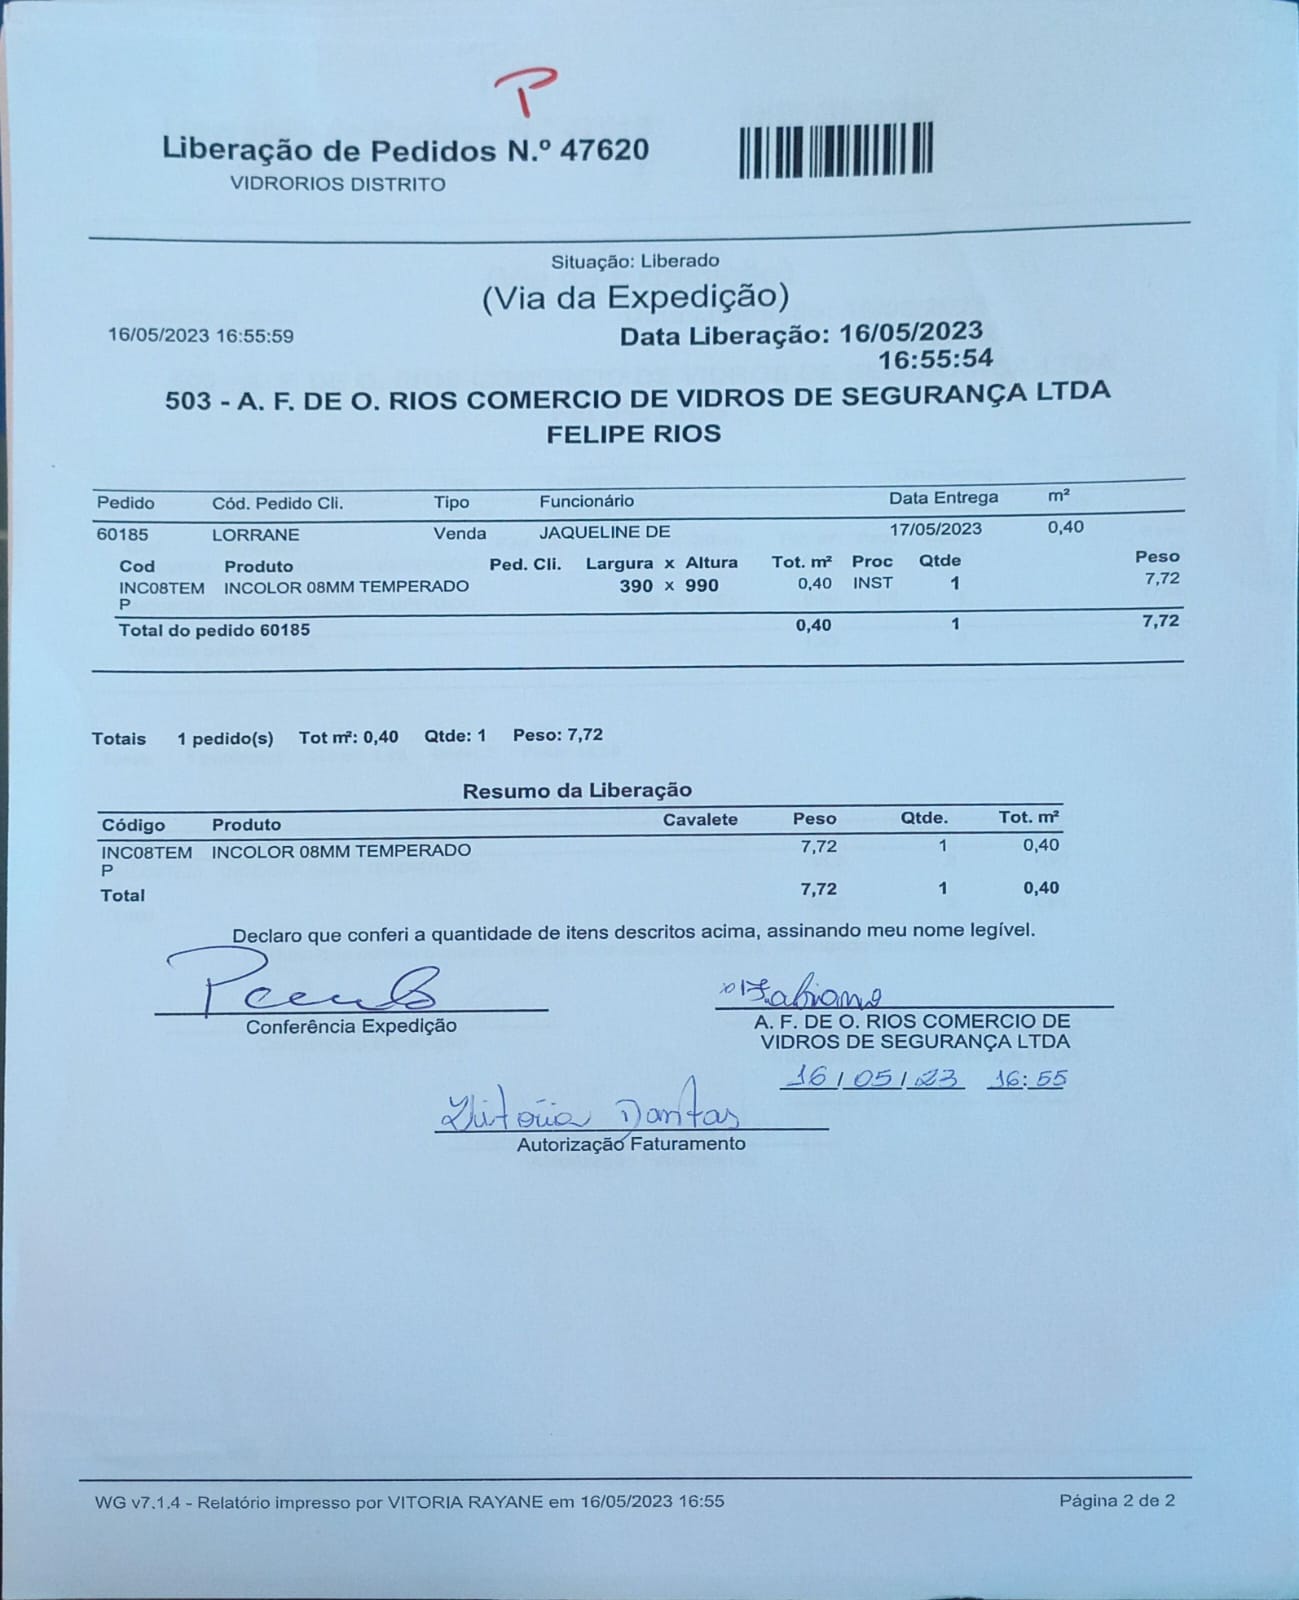 P
Liberação de Pedidos N.º 47620
VIDRORIOS DISTRITO
Situação: Liberado
(Via da Expedição)
16/05/2023 16:55:59 Data Liberação: 16/05/2023
16:55:54
503 - A. F. DE O. RIOS COMERCIO DE VIDROS DE SEGURANÇA LTDA
FELIPE RIOS
Pedido Cód. Pedido Cli. Tipo Funcionário Data Entrega m²
60185 LORRANE Venda JAQUELINE DE 17/05/2023 0,40
Cod Produto Ped. Cli. Largura x Altura Tot. m² Proc Qtde Peso
INC08TEM INCOLOR 08MM TEMPERADO 390 x 990 0,40 INST 1 7,72
P
Total do pedido 60185 0,40 1 7,72
Totais 1 pedido(s) Tot m²: 0,40 Qtde: 1 Peso: 7,72
Resumo da Liberação
Código Produto Cavalete Peso Qtde. Tot. m²
INC08TEM INCOLOR 08MM TEMPERADO 7,72 1 0,40
P
Total 7,72 1 0,40
Declaro que conferi a quantidade de itens descritos acima, assinando meu nome legível.
Fabiano
Conferência Expedição
A. F. DE O. RIOS COMERCIO DE
VIDROS DE SEGURANÇA LTDA
16/05/23 16:55
Vitória Dantas
Autorização Faturamento
WG v7.1.4 - Relatório impresso por VITORIA RAYANE em 16/05/2023 16:55 Página 2 de 2